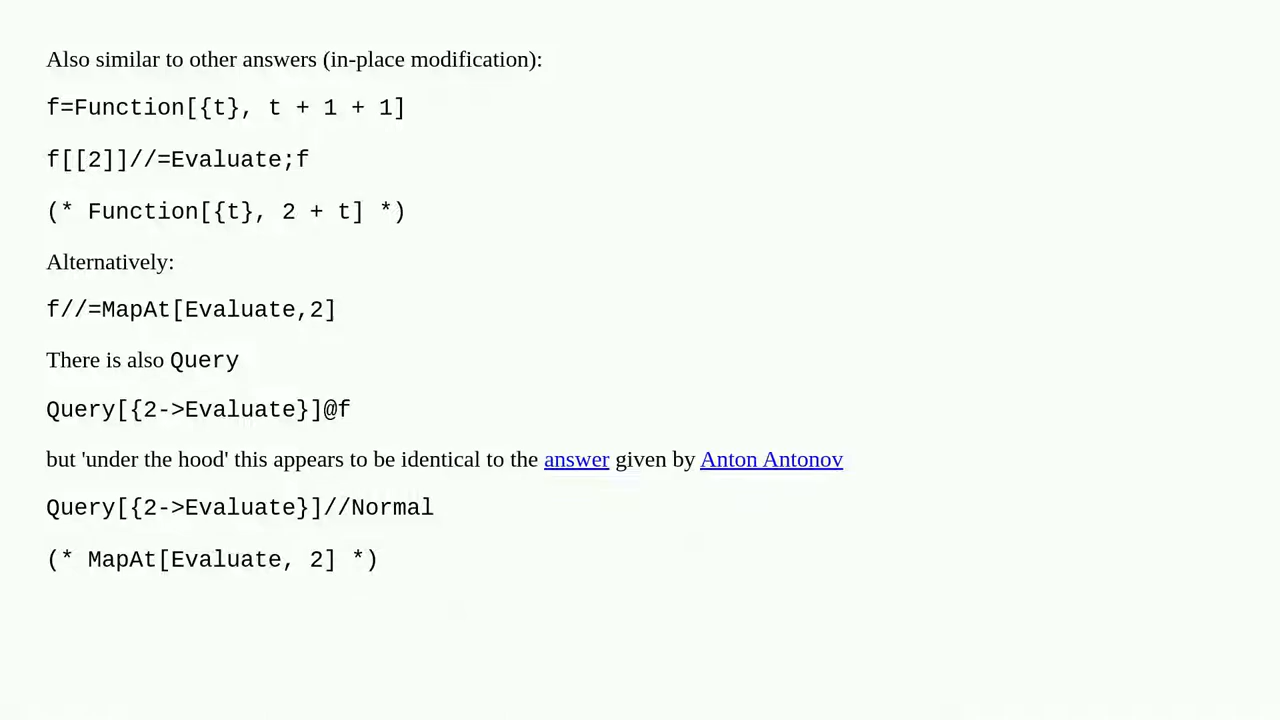 Also similar to other answers (in-place modification):
f=Function[{t}, t + 1 + 1]
f[[2]]//=Evaluate;f
(* Function[{t}, 2 + t] *)
Alternatively:
f//=MapAt[Evaluate,2]
There is also Query
Query[{2->Evaluate}]@f
but 'under the hood' this appears to be identical to the answer given by Anton Antonov
Query[{2->Evaluate}]//Normal
(* MapAt[Evaluate, 2] *)